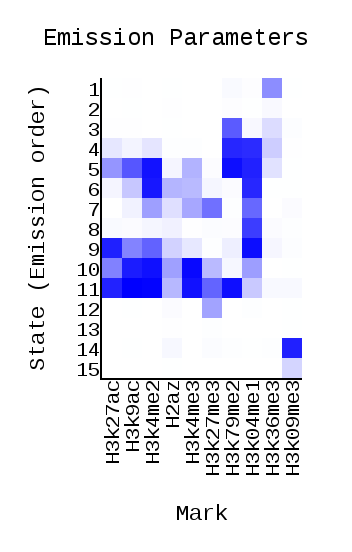 Emission Parameters
State (Emission order)
1
2
3
4
5
6
7
8
9
10
11
12
13
14
15
H3k27ac
H3k9ac
H3k4me2
H2az
H3k4me3
H3k27me3
H3k79me2
H3k04me1
H3k36me3
H3k09me3
Mark